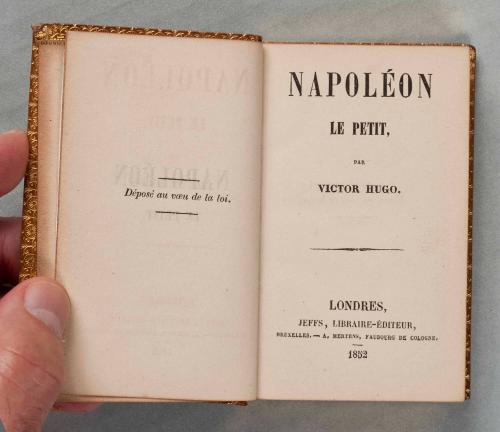 Déposé au vœu de la loi.
NAPOLÉON
LE PETIT,
PAR
VICTOR HUGO.
LONDRES,
JEFFS, LIBRAIRE-ÉDITEUR,
BRUXELLES. — A. MERTENS, FAUBOURG DE COLOGNE.
1852